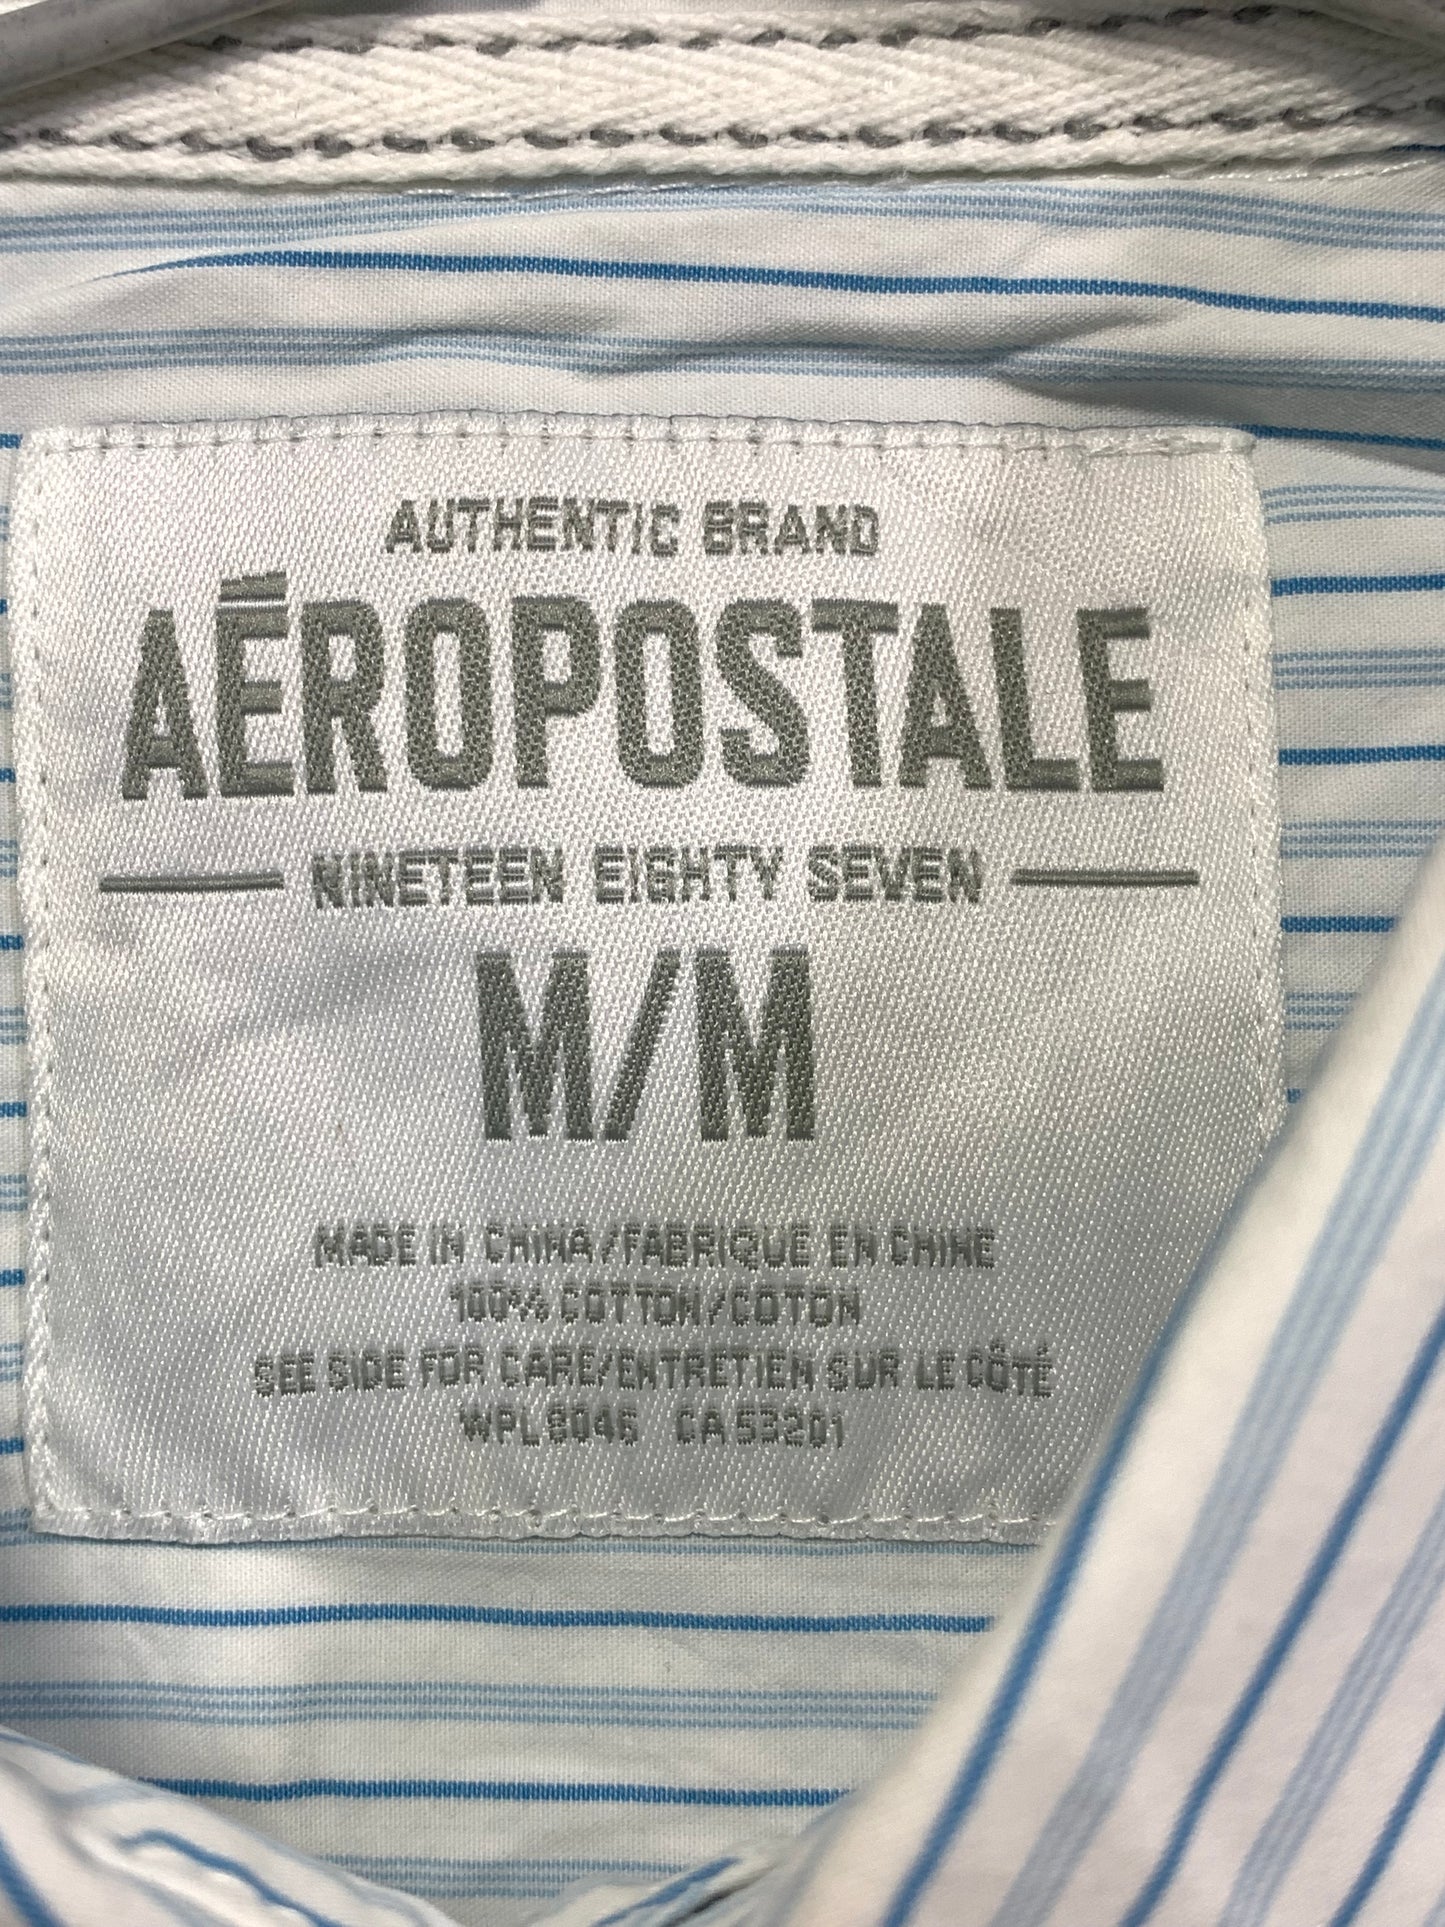 AUTHENTIC BRAND
AÉROPOSTALE
NINETEEN EIGHTY SEVEN
M/M
MADE IN CHINA/FABRIQUE EN CHINE
100% COTTON/COTON
SEE SIDE FOR CARE/ENTRETIEN SUR LE CÔTÉ
WPL 8046 CA 53201